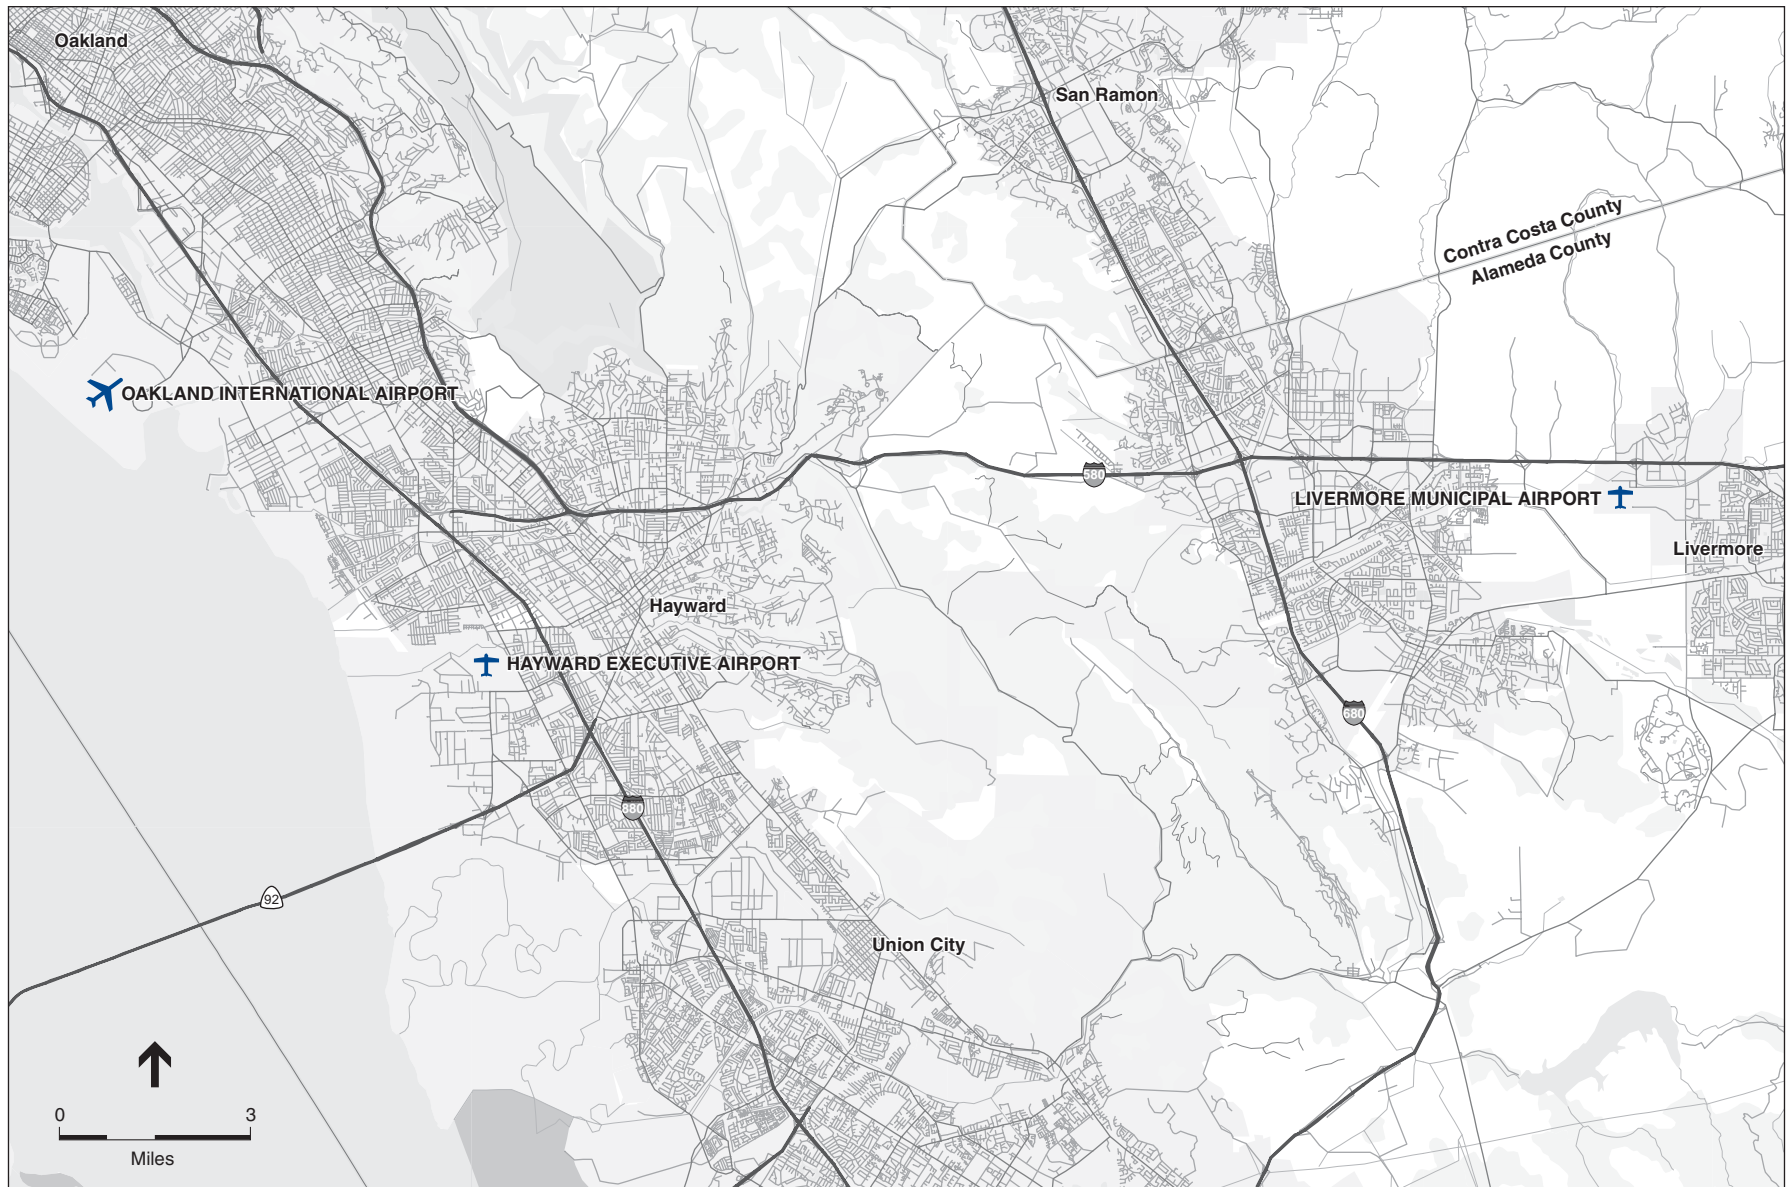 Oakland
San Ramon
Contra Costa County
Alameda County
OAKLAND INTERNATIONAL AIRPORT
580
LIVERMORE MUNICIPAL AIRPORT
Livermore
Hayward
HAYWARD EXECUTIVE AIRPORT
680
880
92
Union City
0 3
Miles